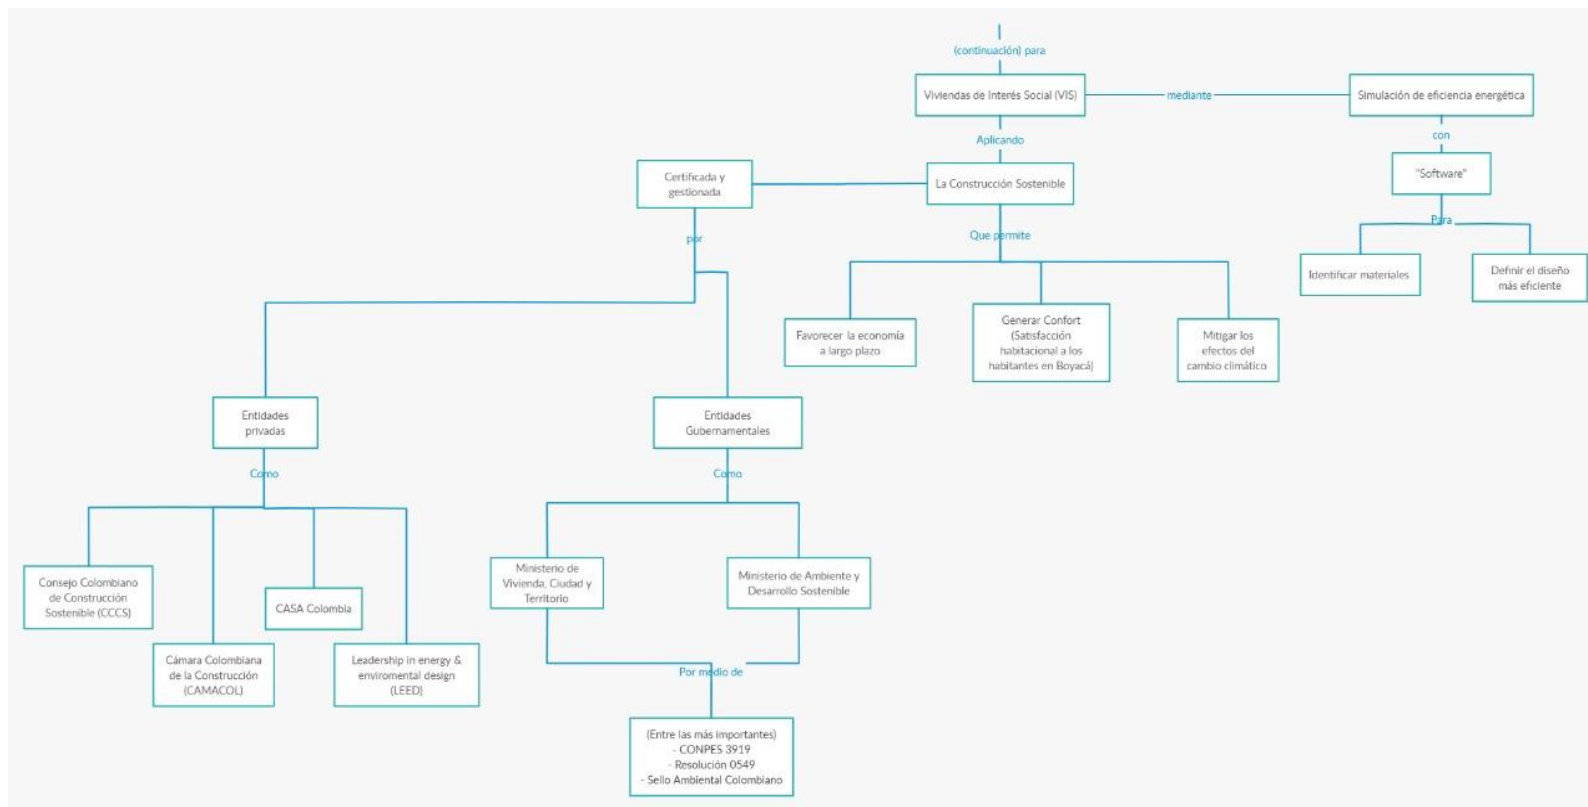 (continuación) para
Viviendas de Interés Social (VIS)
mediante
Simulación de eficiencia energética
Aplicando
con
Certificada y
gestionada
La Construcción Sostenible
"Software"
por
Que permite
Para
Identificar materiales
Definir el diseño
más eficiente
Favorecer la economía
a largo plazo
Generar Confort
(Satisfacción
habitacional a los
habitantes en Boyacá)
Mitigar los
efectos del
cambio climático
Entidades
privadas
Entidades
Gubernamentales
Como
Como
Consejo Colombiano
de Construcción
Sostenible (CCCS)
Cámara Colombiana
de la Construcción
(CAMACOL)
CASA Colombia
Leadership in energy &
enviromental design
(LEED)
Ministerio de
Vivienda, Ciudad y
Territorio
Ministerio de Ambiente y
Desarrollo Sostenible
Por medio de
(Entre las más importantes)
- CONPES 3919
- Resolución 0549
- Sello Ambiental Colombiano